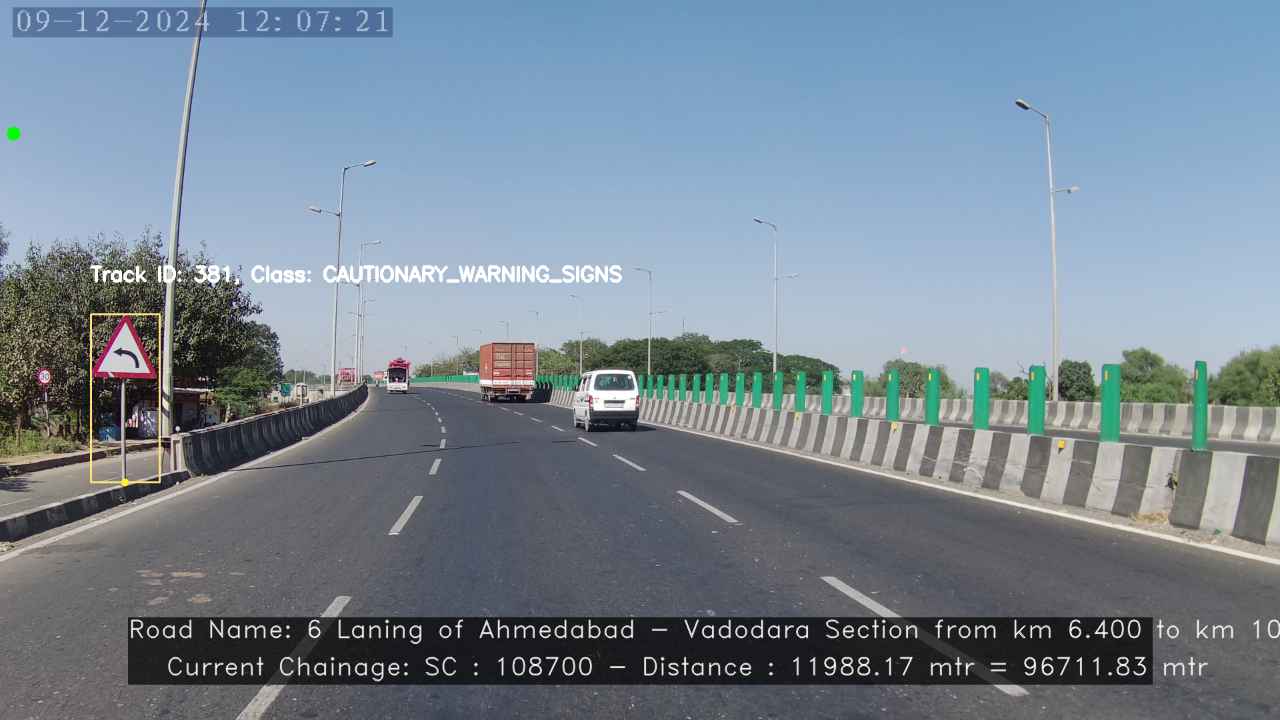 09-12-2024 12:07:21
Track ID: 381, Class: CAUTIONARY_WARNING_SIGNS
80
Road Name: 6 Laning of Ahmedabad - Vadodara Section from km 6.400 to km 10
Current Chainage: SC : 108700 - Distance : 11988.17 mtr = 96711.83 mtr